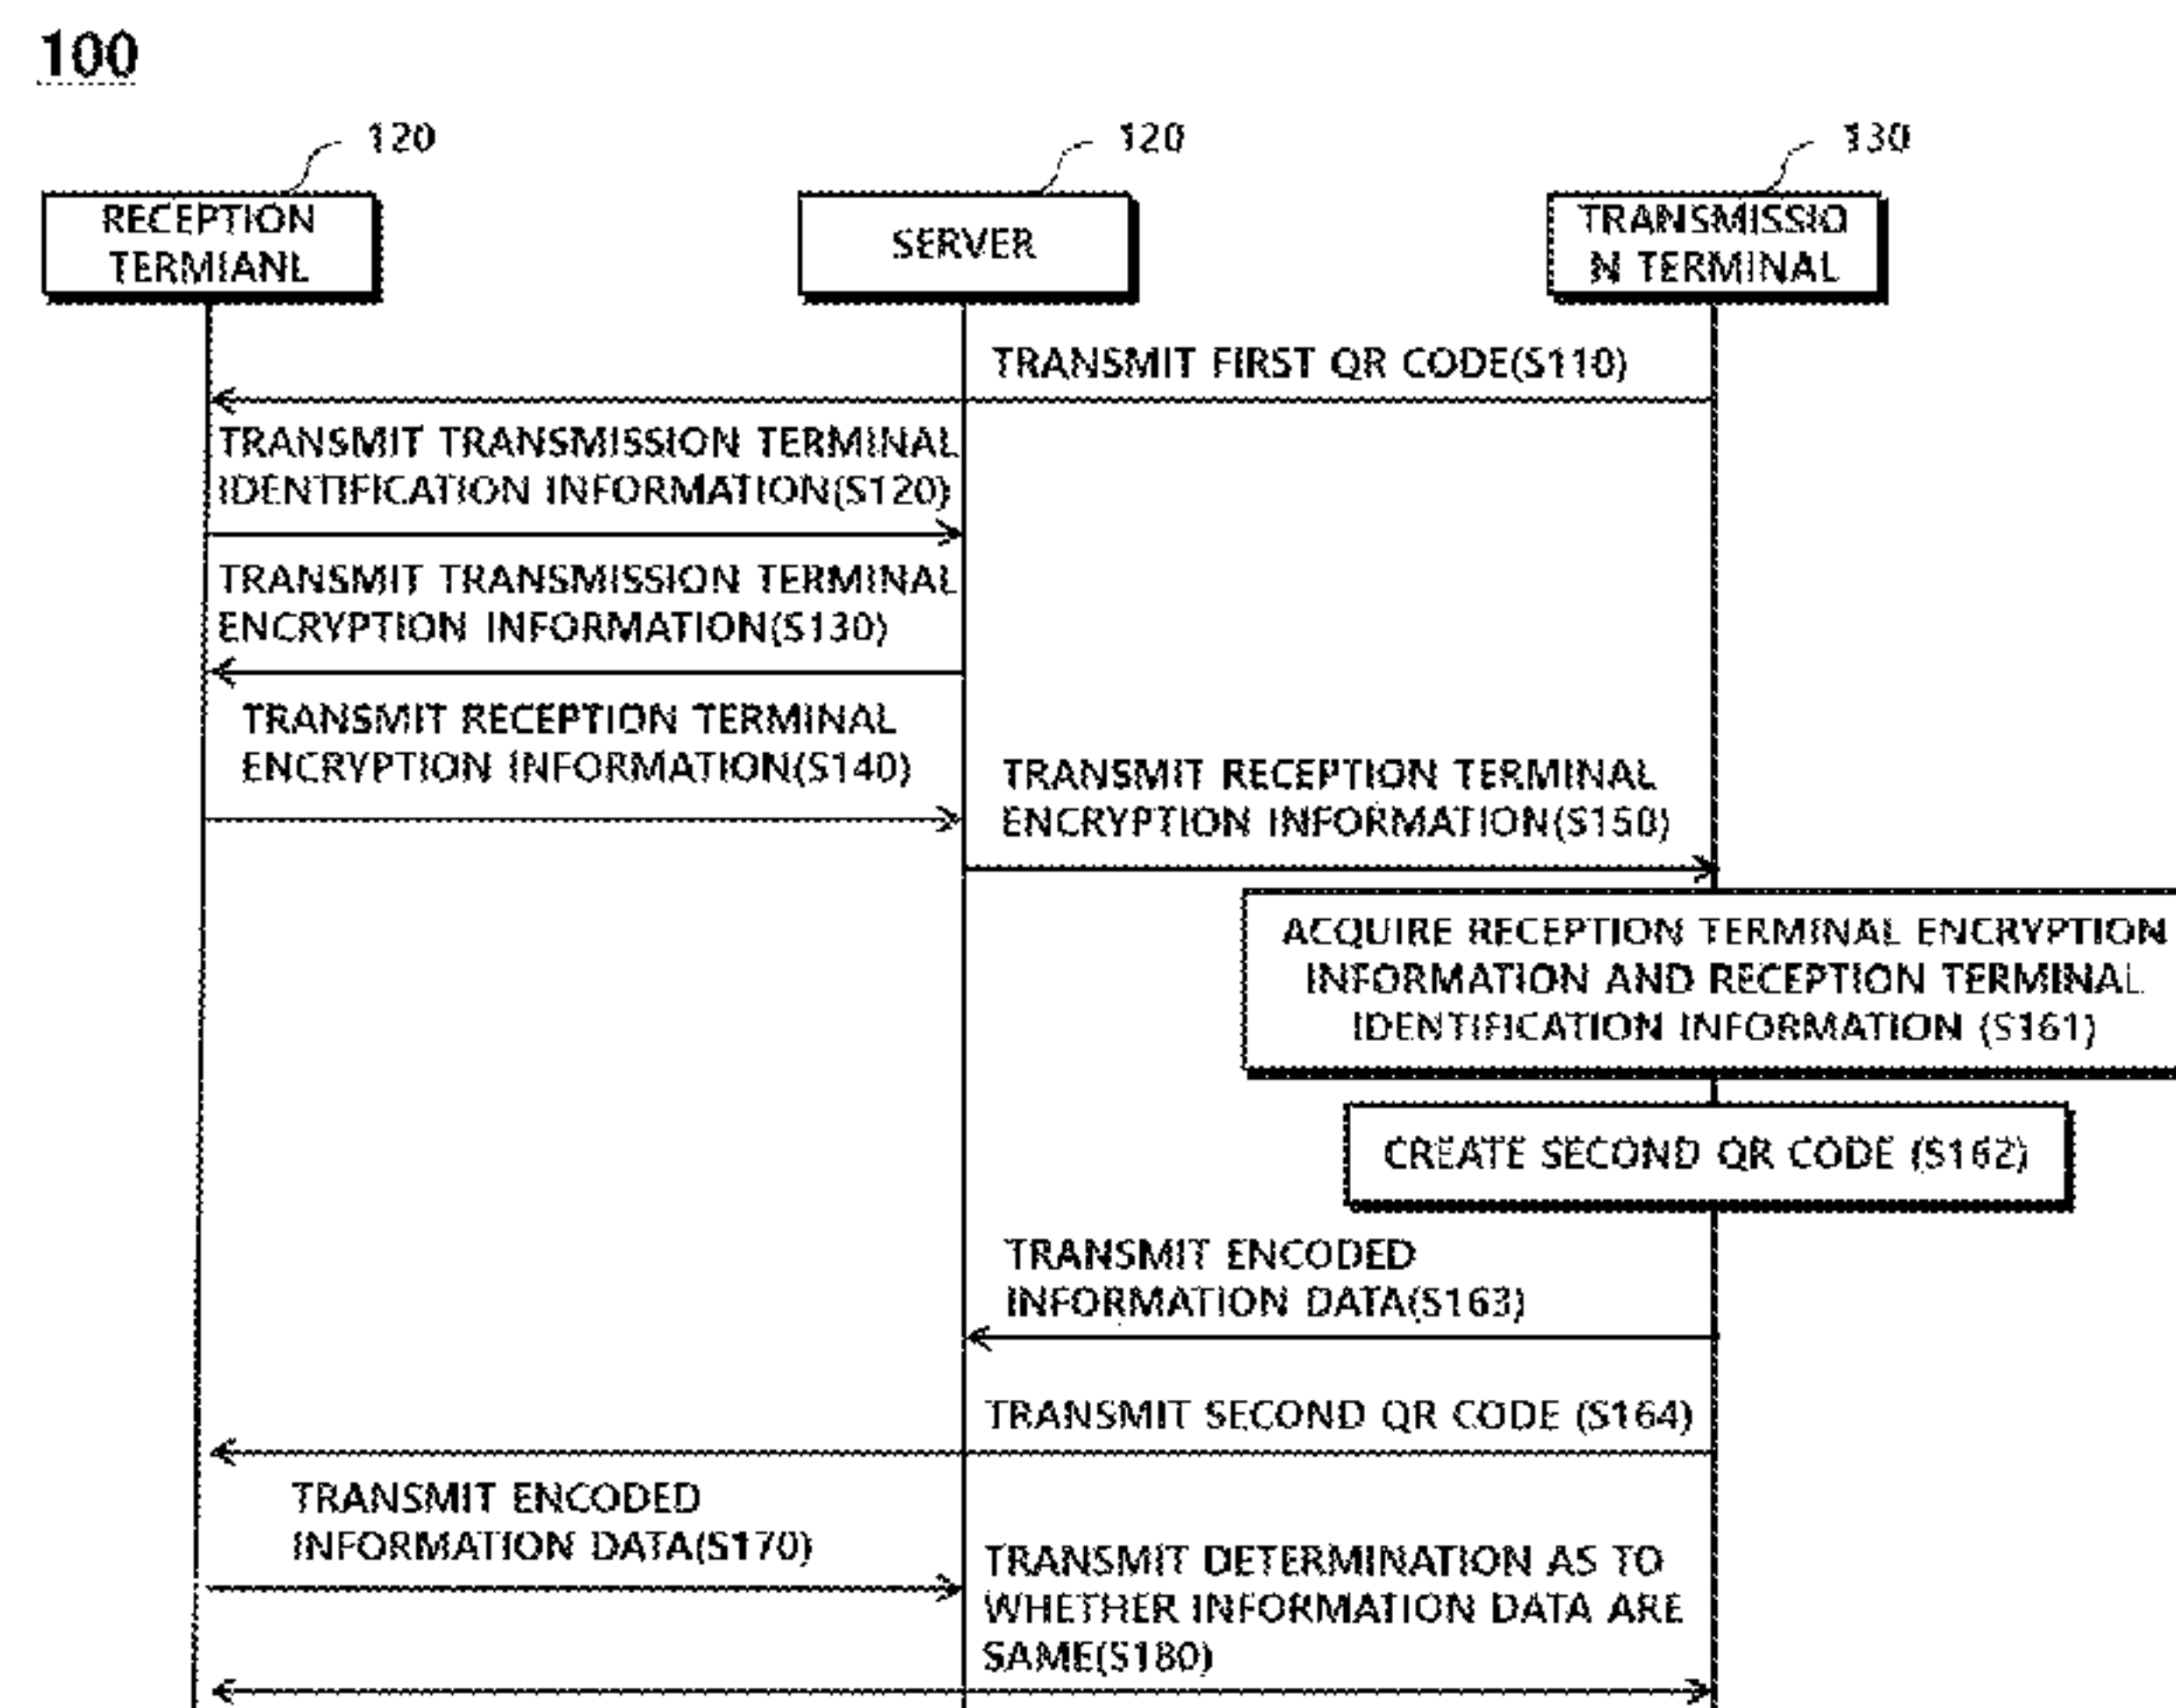 100
120
120
130
RECEPTION
TERMIANL
SERVER
TRANSMISSIO
N TERMINAL
TRANSMIT FIRST QR CODE(S110)
TRANSMIT TRANSMISSION TERMINAL
IDENTIFICATION INFORMATION(S120)
TRANSMIT TRANSMISSION TERMINAL
ENCRYPTION INFORMATION(S130)
TRANSMIT RECEPTION TERMINAL
ENCRYPTION INFORMATION(S140)
TRANSMIT RECEPTION TERMINAL
ENCRYPTION INFORMATION(S150)
ACQUIRE RECEPTION TERMINAL ENCRYPTION
INFORMATION AND RECEPTION TERMINAL
IDENTIFICATION INFORMATION (S161)
CREATE SECOND QR CODE (S162)
TRANSMIT ENCODED
INFORMATION DATA(S163)
TRANSMIT SECOND QR CODE (S164)
TRANSMIT ENCODED
INFORMATION DATA(S170)
TRANSMIT DETERMINATION AS TO
WHETHER INFORMATION DATA ARE
SAME(S180)